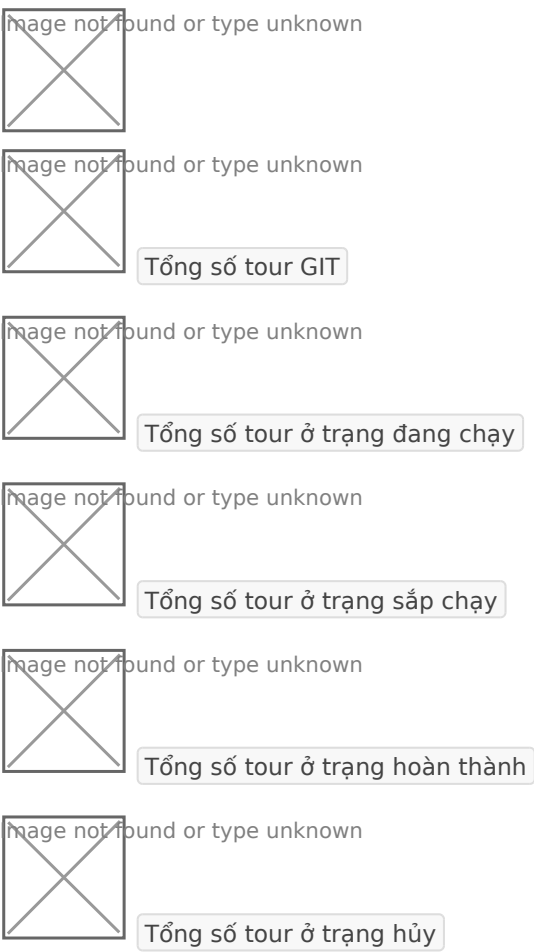 Image not found or type unknown
Image not found or type unknown
Tổng số tour GIT
Image not found or type unknown
Tổng số tour ở trạng đang chạy
Image not found or type unknown
Tổng số tour ở trạng sắp chạy
Image not found or type unknown
Tổng số tour ở trạng hoàn thành
Image not found or type unknown
Tổng số tour ở trạng hủy